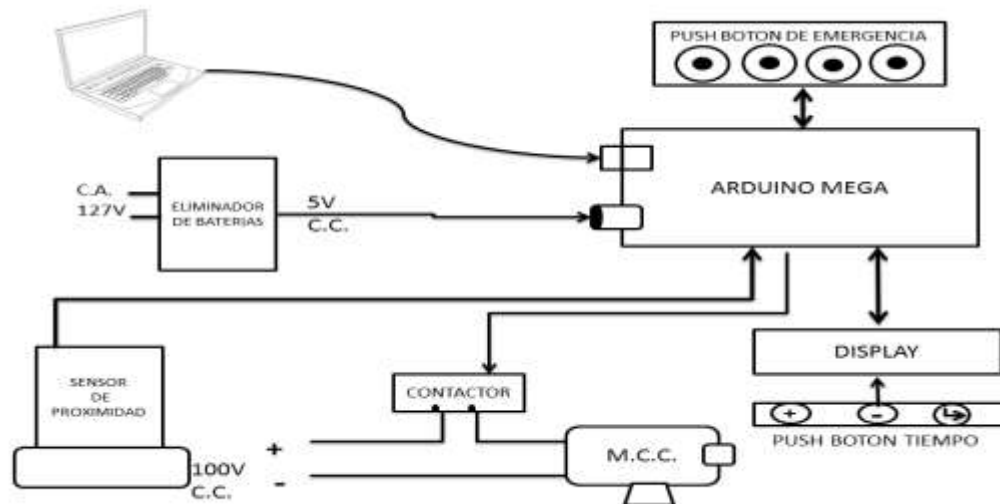 PUSH BOTON DE EMERGENCIA
ARDUINO MEGA
C.A.
127V
ELIMINADOR
DE BATERIAS
5V
C.C.
SENSOR
DE
PROXIMIDAD
CONTACTOR
DISPLAY
+
-
PUSH BOTON TIEMPO
+
-
100V
C.C.
M.C.C.